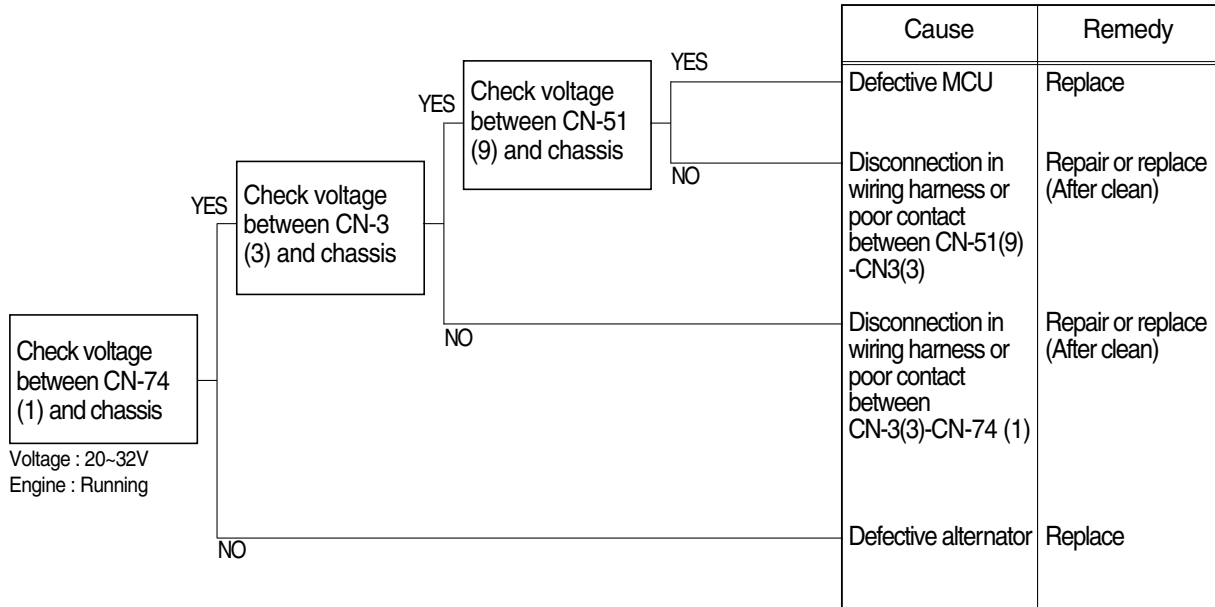 Cause
Remedy
YES
Check voltage
between CN-51
(9) and chassis
YES
Defective MCU
Replace
NO
Disconnection in
wiring harness or
poor contact
between CN-51(9)
-CN3(3)
Repair or replace
(After clean)
YES
Check voltage
between CN-3
(3) and chassis
NO
Disconnection in
wiring harness or
poor contact
between
CN-3(3)-CN-74 (1)
Repair or replace
(After clean)
Check voltage
between CN-74
(1) and chassis
Voltage : 20~32V
Engine : Running
NO
Defective alternator
Replace